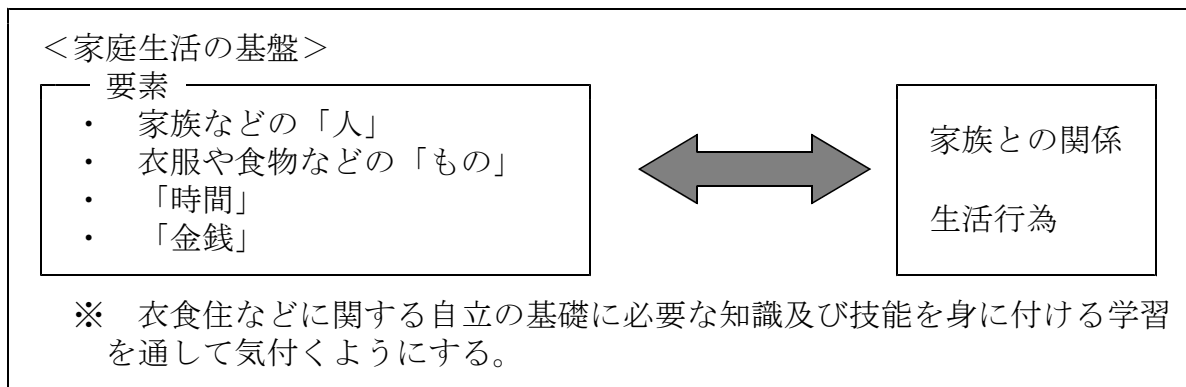 ＜家庭生活の基盤＞
要素
・　家族などの「人」
・　衣服や食物などの「もの」
・　「時間」
・　「金銭」
家族との関係
生活行為
※　衣食住などに関する自立の基礎に必要な知識及び技能を身に付ける学習
を通して気付くようにする。